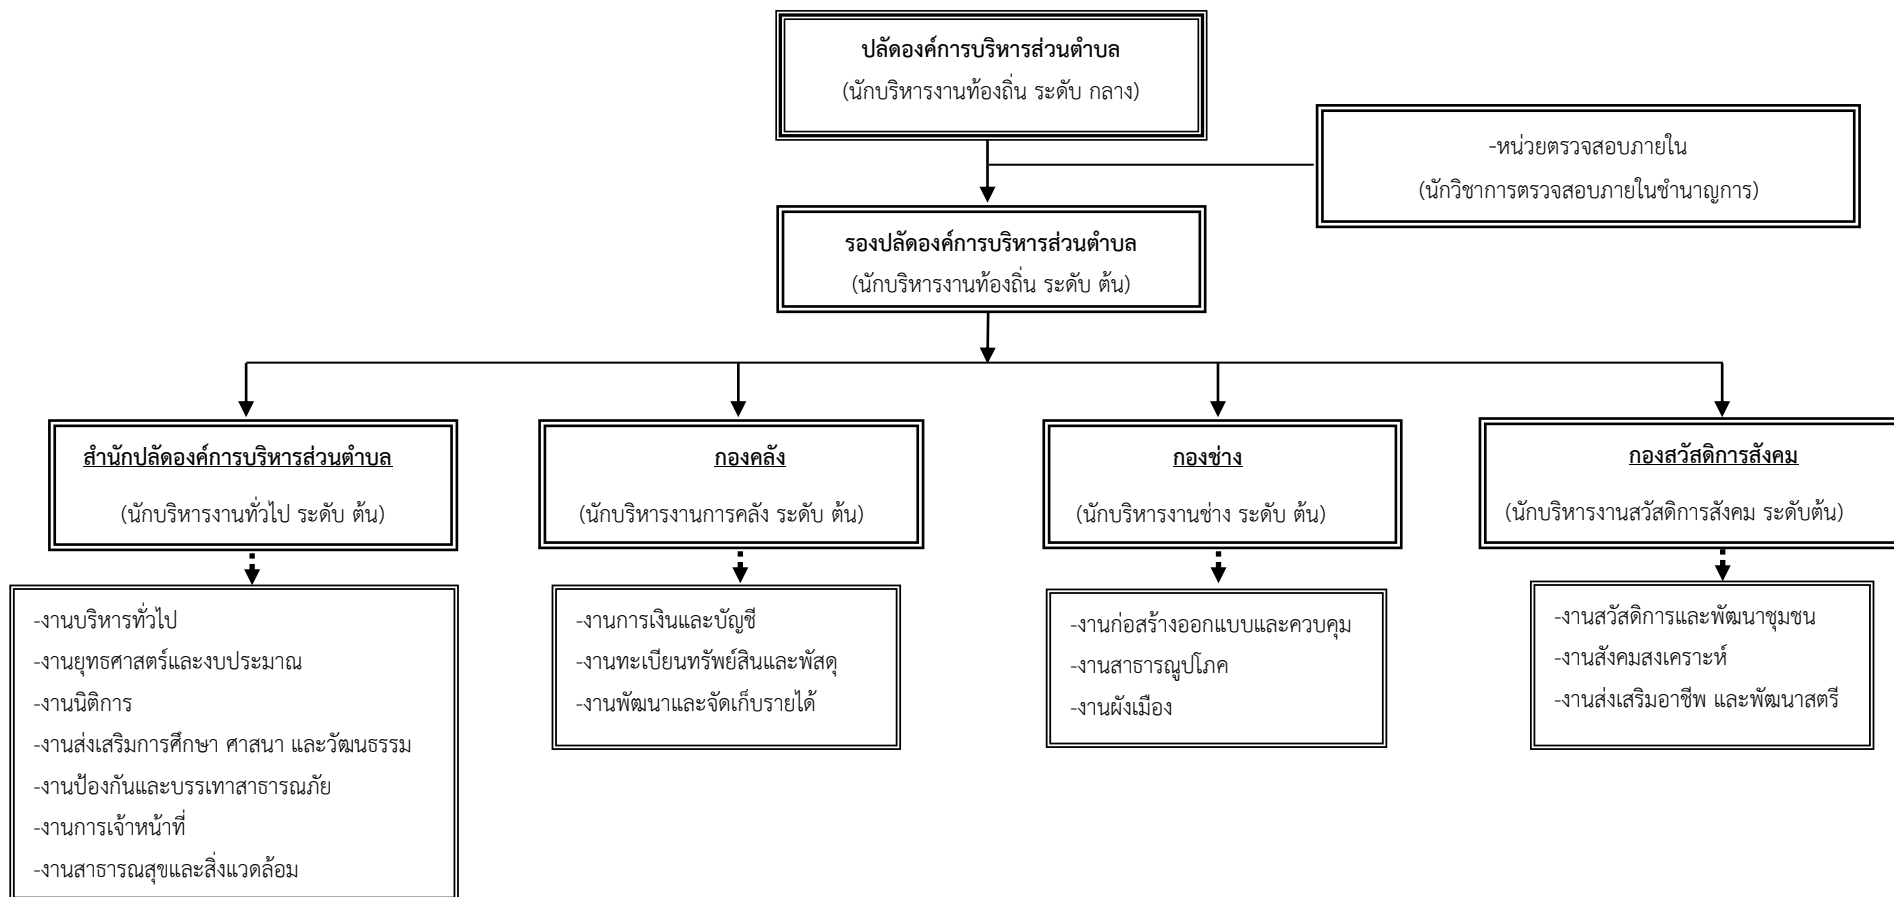 ปลัดองค์การบริหารส่วนตำบล
(นักบริหารงานท้องถิ่น ระดับ กลาง)
-หน่วยตรวจสอบภายใน
(นักวิชาการตรวจสอบภายในชำนาญการ)
รองปลัดองค์การบริหารส่วนตำบล
(นักบริหารงานท้องถิ่น ระดับ ต้น)
สำนักปลัดองค์การบริหารส่วนตำบล
(นักบริหารงานทั่วไป ระดับ ต้น)
กองคลัง
(นักบริหารงานการคลัง ระดับ ต้น)
กองช่าง
(นักบริหารงานช่าง ระดับ ต้น)
กองสวัสดิการสังคม
(นักบริหารงานสวัสดิการสังคม ระดับต้น)
-งานบริหารทั่วไป
-งานยุทธศาสตร์และงบประมาณ
-งานนิติการ
-งานส่งเสริมการศึกษา ศาสนา และวัฒนธรรม
-งานป้องกันและบรรเทาสาธารณภัย
-งานการเจ้าหน้าที่
-งานสาธารณสุขและสิ่งแวดล้อม
-งานการเงินและบัญชี
-งานทะเบียนทรัพย์สินและพัสดุ
-งานพัฒนาและจัดเก็บรายได้
-งานก่อสร้างออกแบบและควบคุม
-งานสาธารณูปโภค
-งานผังเมือง
-งานสวัสดิการและพัฒนาชุมชน
-งานสังคมสงเคราะห์
-งานส่งเสริมอาชีพ และพัฒนาสตรี